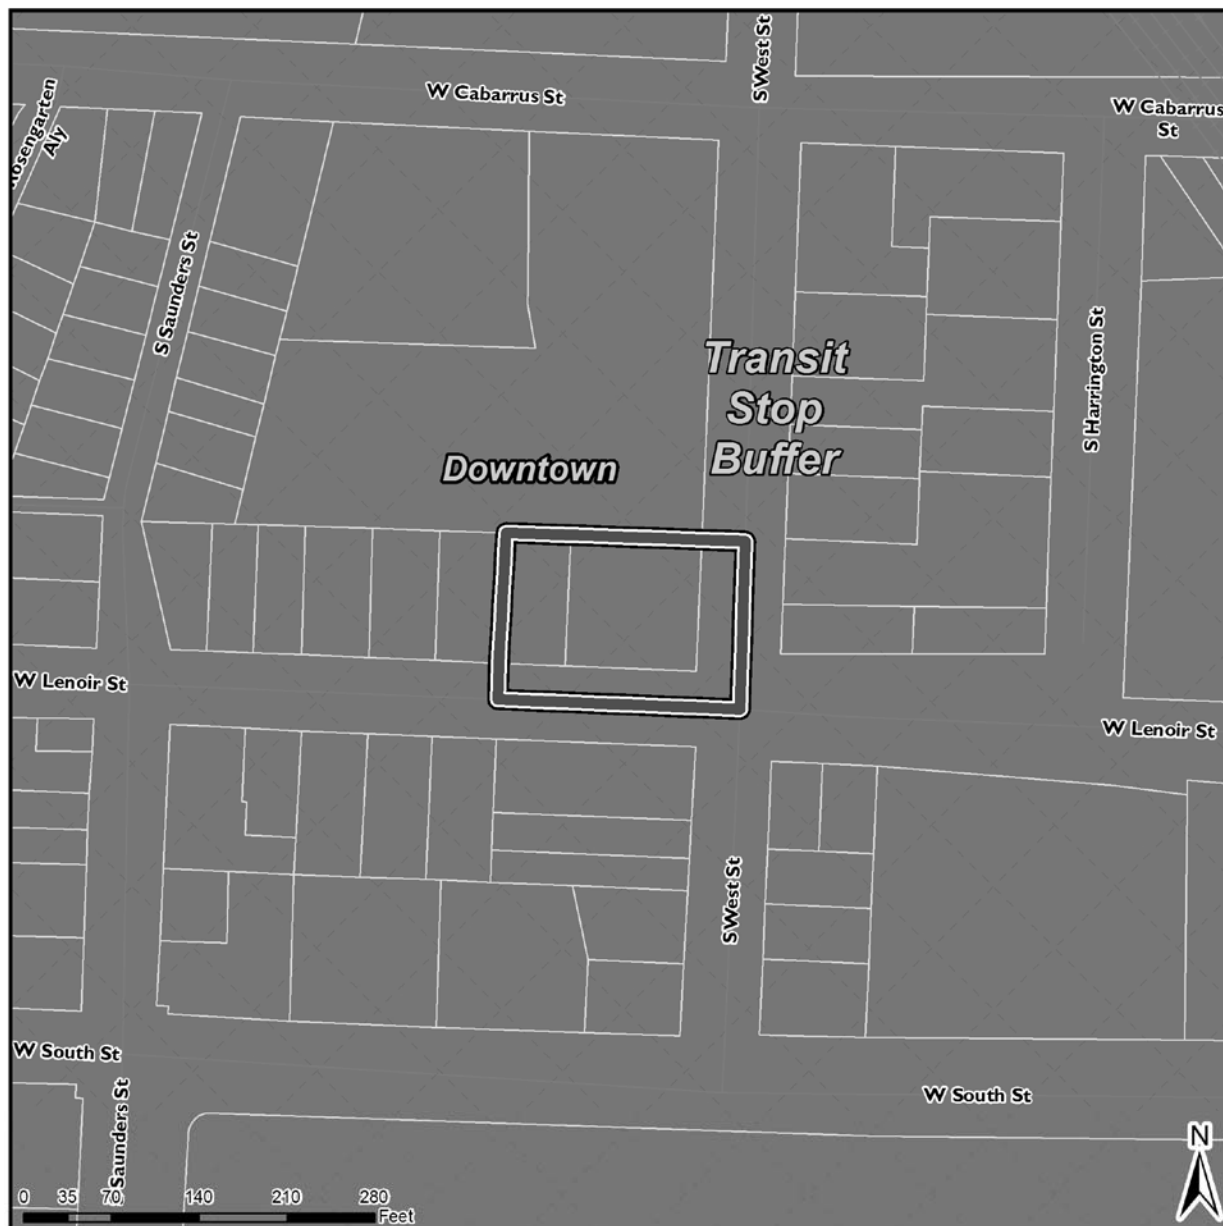 S West St
W Cabarrus St
W Cabarrus
St
Rosengarten
Aly
S Saunders St
S Harrington St
Transit
Stop
Buffer
Downtown
W Lenoir St
W Lenoir St
S West St
W South St
W South St
S Saunders St
N
0 35 70 140 210 280
Feet